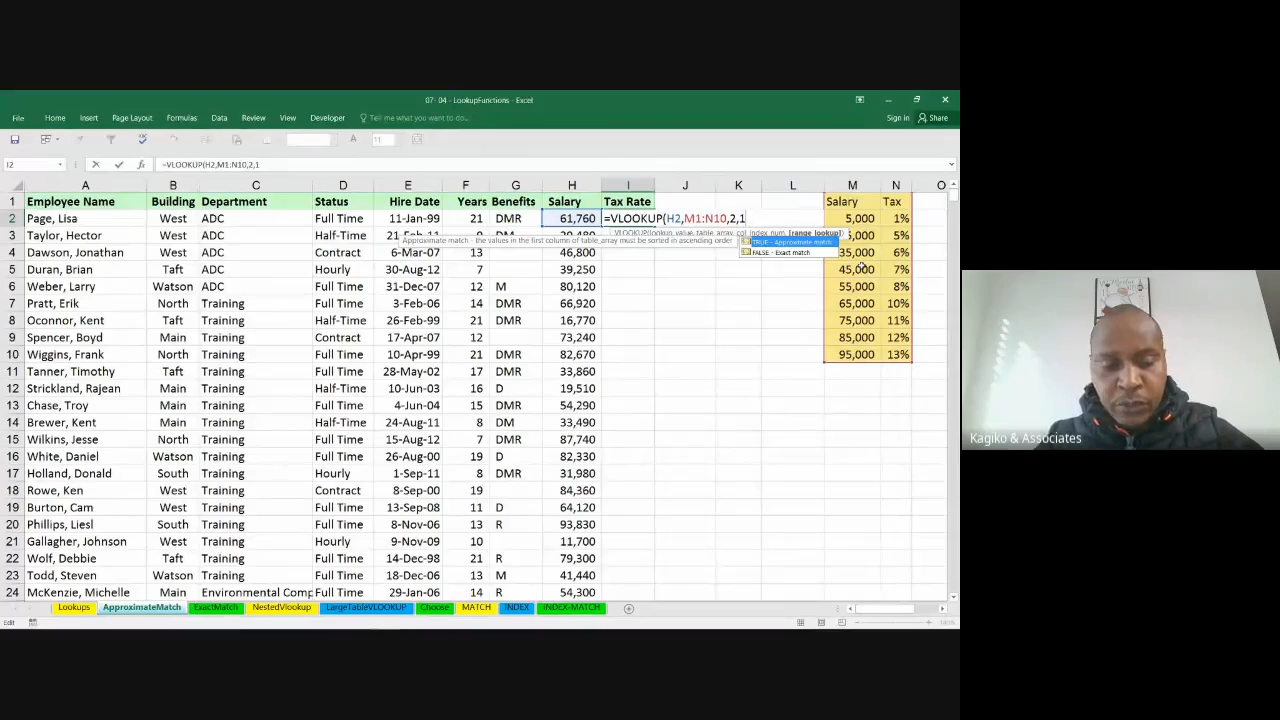 07- 04 - LookupFunctions - Excel
File Home Insert Page Layout Formulas Data Review View Developer Tell me what you want to do... Sign in Share
11
I2 =VLOOKUP(H2,M1:N10,2,1
A B C D E F G H I J K L M N O
1 Employee Name Building Department Status Hire Date Years Benefits Salary Tax Rate Salary Tax
2 Page, Lisa West ADC Full Time 11-Jan-99 21 DMR 61,760 =VLOOKUP(H2,M1:N10,2,1 5,000 1%
VLOOKUP(lookup_value, table_array, col_index_num, [range_lookup])
3 Taylor, Hector West ADC Half-Time 5,000 5%
Approximate match - the values in the first column of table_array must be sorted in ascending order TRUE - Approximate match
4 Dawson, Jonathan West ADC Contract 6-Mar-07 13 46,800 FALSE - Exact match 35,000 6%
5 Duran, Brian Taft ADC Hourly 30-Aug-12 7 39,250 45,000 7%
6 Weber, Larry Watson ADC Full Time 31-Dec-07 12 M 80,120 55,000 8%
7 Pratt, Erik North Training Full Time 3-Feb-06 14 DMR 66,920 65,000 10%
8 Oconnor, Kent Taft Training Half-Time 26-Feb-99 21 DMR 16,770 75,000 11%
9 Spencer, Boyd Main Training Contract 17-Apr-07 12 73,240 85,000 12%
10 Wiggins, Frank North Training Full Time 10-Apr-99 21 DMR 82,670 95,000 13%
11 Tanner, Timothy Taft Training Full Time 28-May-02 17 DMR 33,860
12 Strickland, Rajean Main Training Half-Time 10-Jun-03 16 D 19,510
13 Chase, Troy Main Training Full Time 4-Jun-04 15 DMR 54,290
14 Brewer, Kent Main Training Half-Time 24-Aug-11 8 DM 33,490
15 Wilkins, Jesse North Training Full Time 15-Aug-12 7 DMR 87,740
16 White, Daniel Watson Training Full Time 26-Aug-00 19 D 82,330
17 Holland, Donald South Training Hourly 1-Sep-11 8 DMR 31,980
18 Rowe, Ken West Training Contract 8-Sep-00 19 84,360
19 Burton, Cam West Training Full Time 13-Sep-08 11 D 64,120
20 Phillips, Liesl South Training Full Time 8-Nov-06 13 R 93,830
21 Gallagher, Johnson West Training Hourly 9-Nov-09 10 11,700
22 Wolf, Debbie Taft Training Full Time 14-Dec-98 21 R 79,300
23 Todd, Steven Watson Training Full Time 18-Dec-06 13 M 41,440
24 McKenzie, Michelle Main Environmental Comp Full Time 29-Jan-06 14 R 54,300
Lookups ApproximateMatch ExactMatch NestedVlookup LargeTableVLOOKUP Choose MATCH INDEX INDEX-MATCH
Edit
Kagiko & Associates